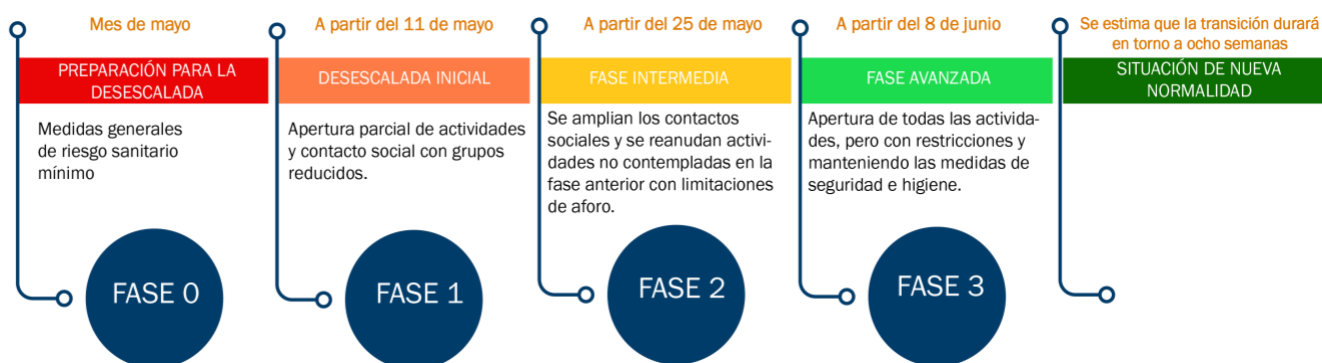 Mes de mayo
PREPARACIÓN PARA LA
DESESCALADA
Medidas generales
de riesgo sanitario
mínimo
FASE 0
A partir del 11 de mayo
DESESCALADA INICIAL
Apertura parcial de actividades
y contacto social con grupos
reducidos.
FASE 1
A partir del 25 de mayo
FASE INTERMEDIA
Se amplian los contactos
sociales y se reanudan activi-
dades no contempladas en la
fase anterior con limitaciones
de aforo.
FASE 2
A partir del 8 de junio
FASE AVANZADA
Apertura de todas las activida-
des, pero con restricciones y
manteniendo las medidas de
seguridad e higiene.
FASE 3
Se estima que la transición durará
en torno a ocho semanas
SITUACIÓN DE NUEVA
NORMALIDAD